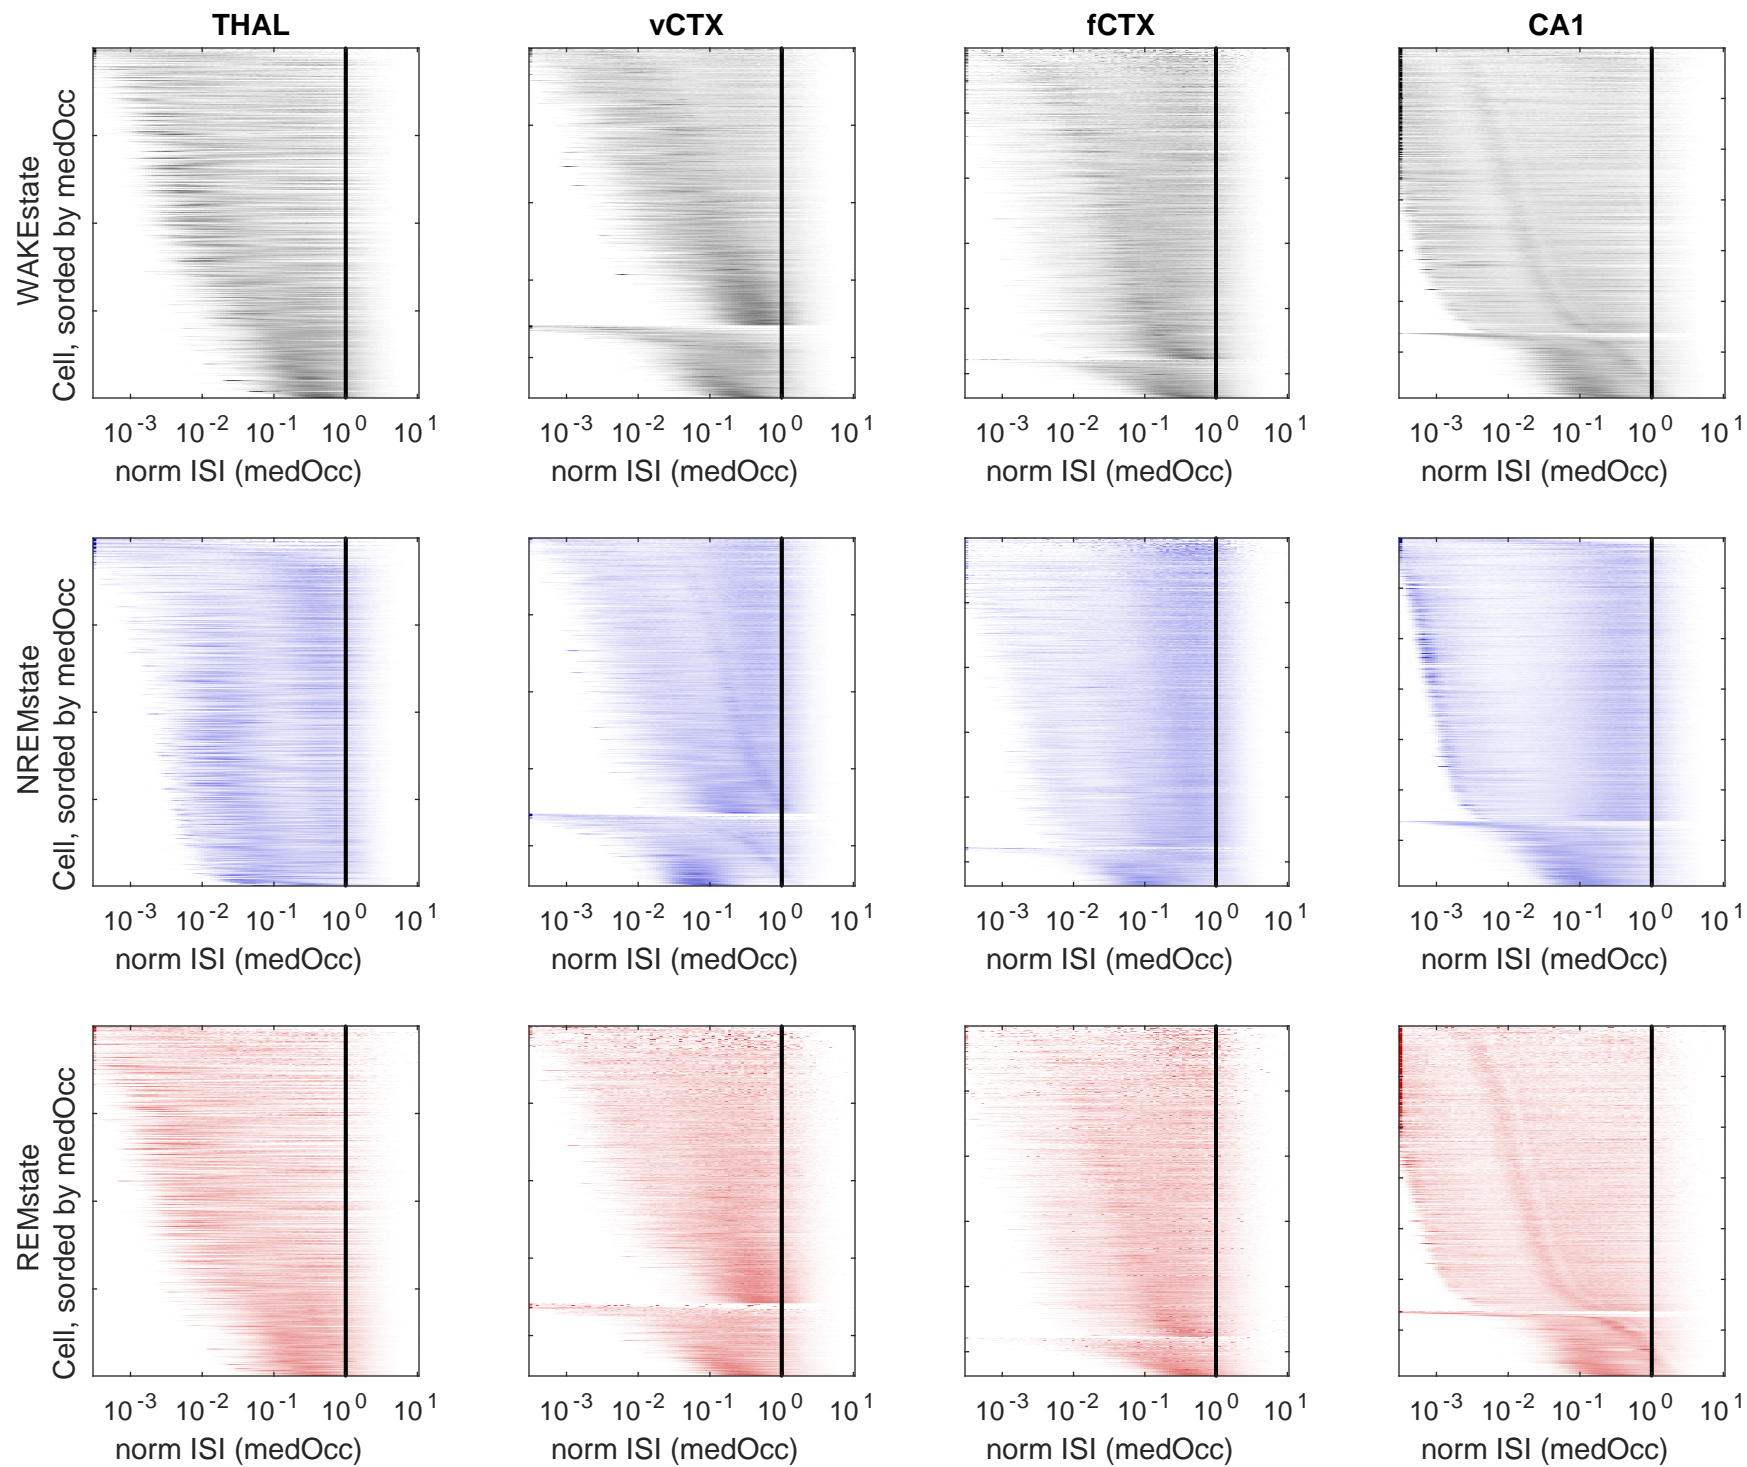 THAL vCTX fCTX CA1
WAKEstate
Cell, sorded by medOcc
10^-3 10^-2 10^-1 10^0 10^1 10^-3 10^-2 10^-1 10^0 10^1 10^-3 10^-2 10^-1 10^0 10^1 10^-3 10^-2 10^-1 10^0 10^1
norm ISI (medOcc) norm ISI (medOcc) norm ISI (medOcc) norm ISI (medOcc)
NREMstate
Cell, sorded by medOcc
10^-3 10^-2 10^-1 10^0 10^1 10^-3 10^-2 10^-1 10^0 10^1 10^-3 10^-2 10^-1 10^0 10^1 10^-3 10^-2 10^-1 10^0 10^1
norm ISI (medOcc) norm ISI (medOcc) norm ISI (medOcc) norm ISI (medOcc)
REMstate
Cell, sorded by medOcc
10^-3 10^-2 10^-1 10^0 10^1 10^-3 10^-2 10^-1 10^0 10^1 10^-3 10^-2 10^-1 10^0 10^1 10^-3 10^-2 10^-1 10^0 10^1
norm ISI (medOcc) norm ISI (medOcc) norm ISI (medOcc) norm ISI (medOcc)